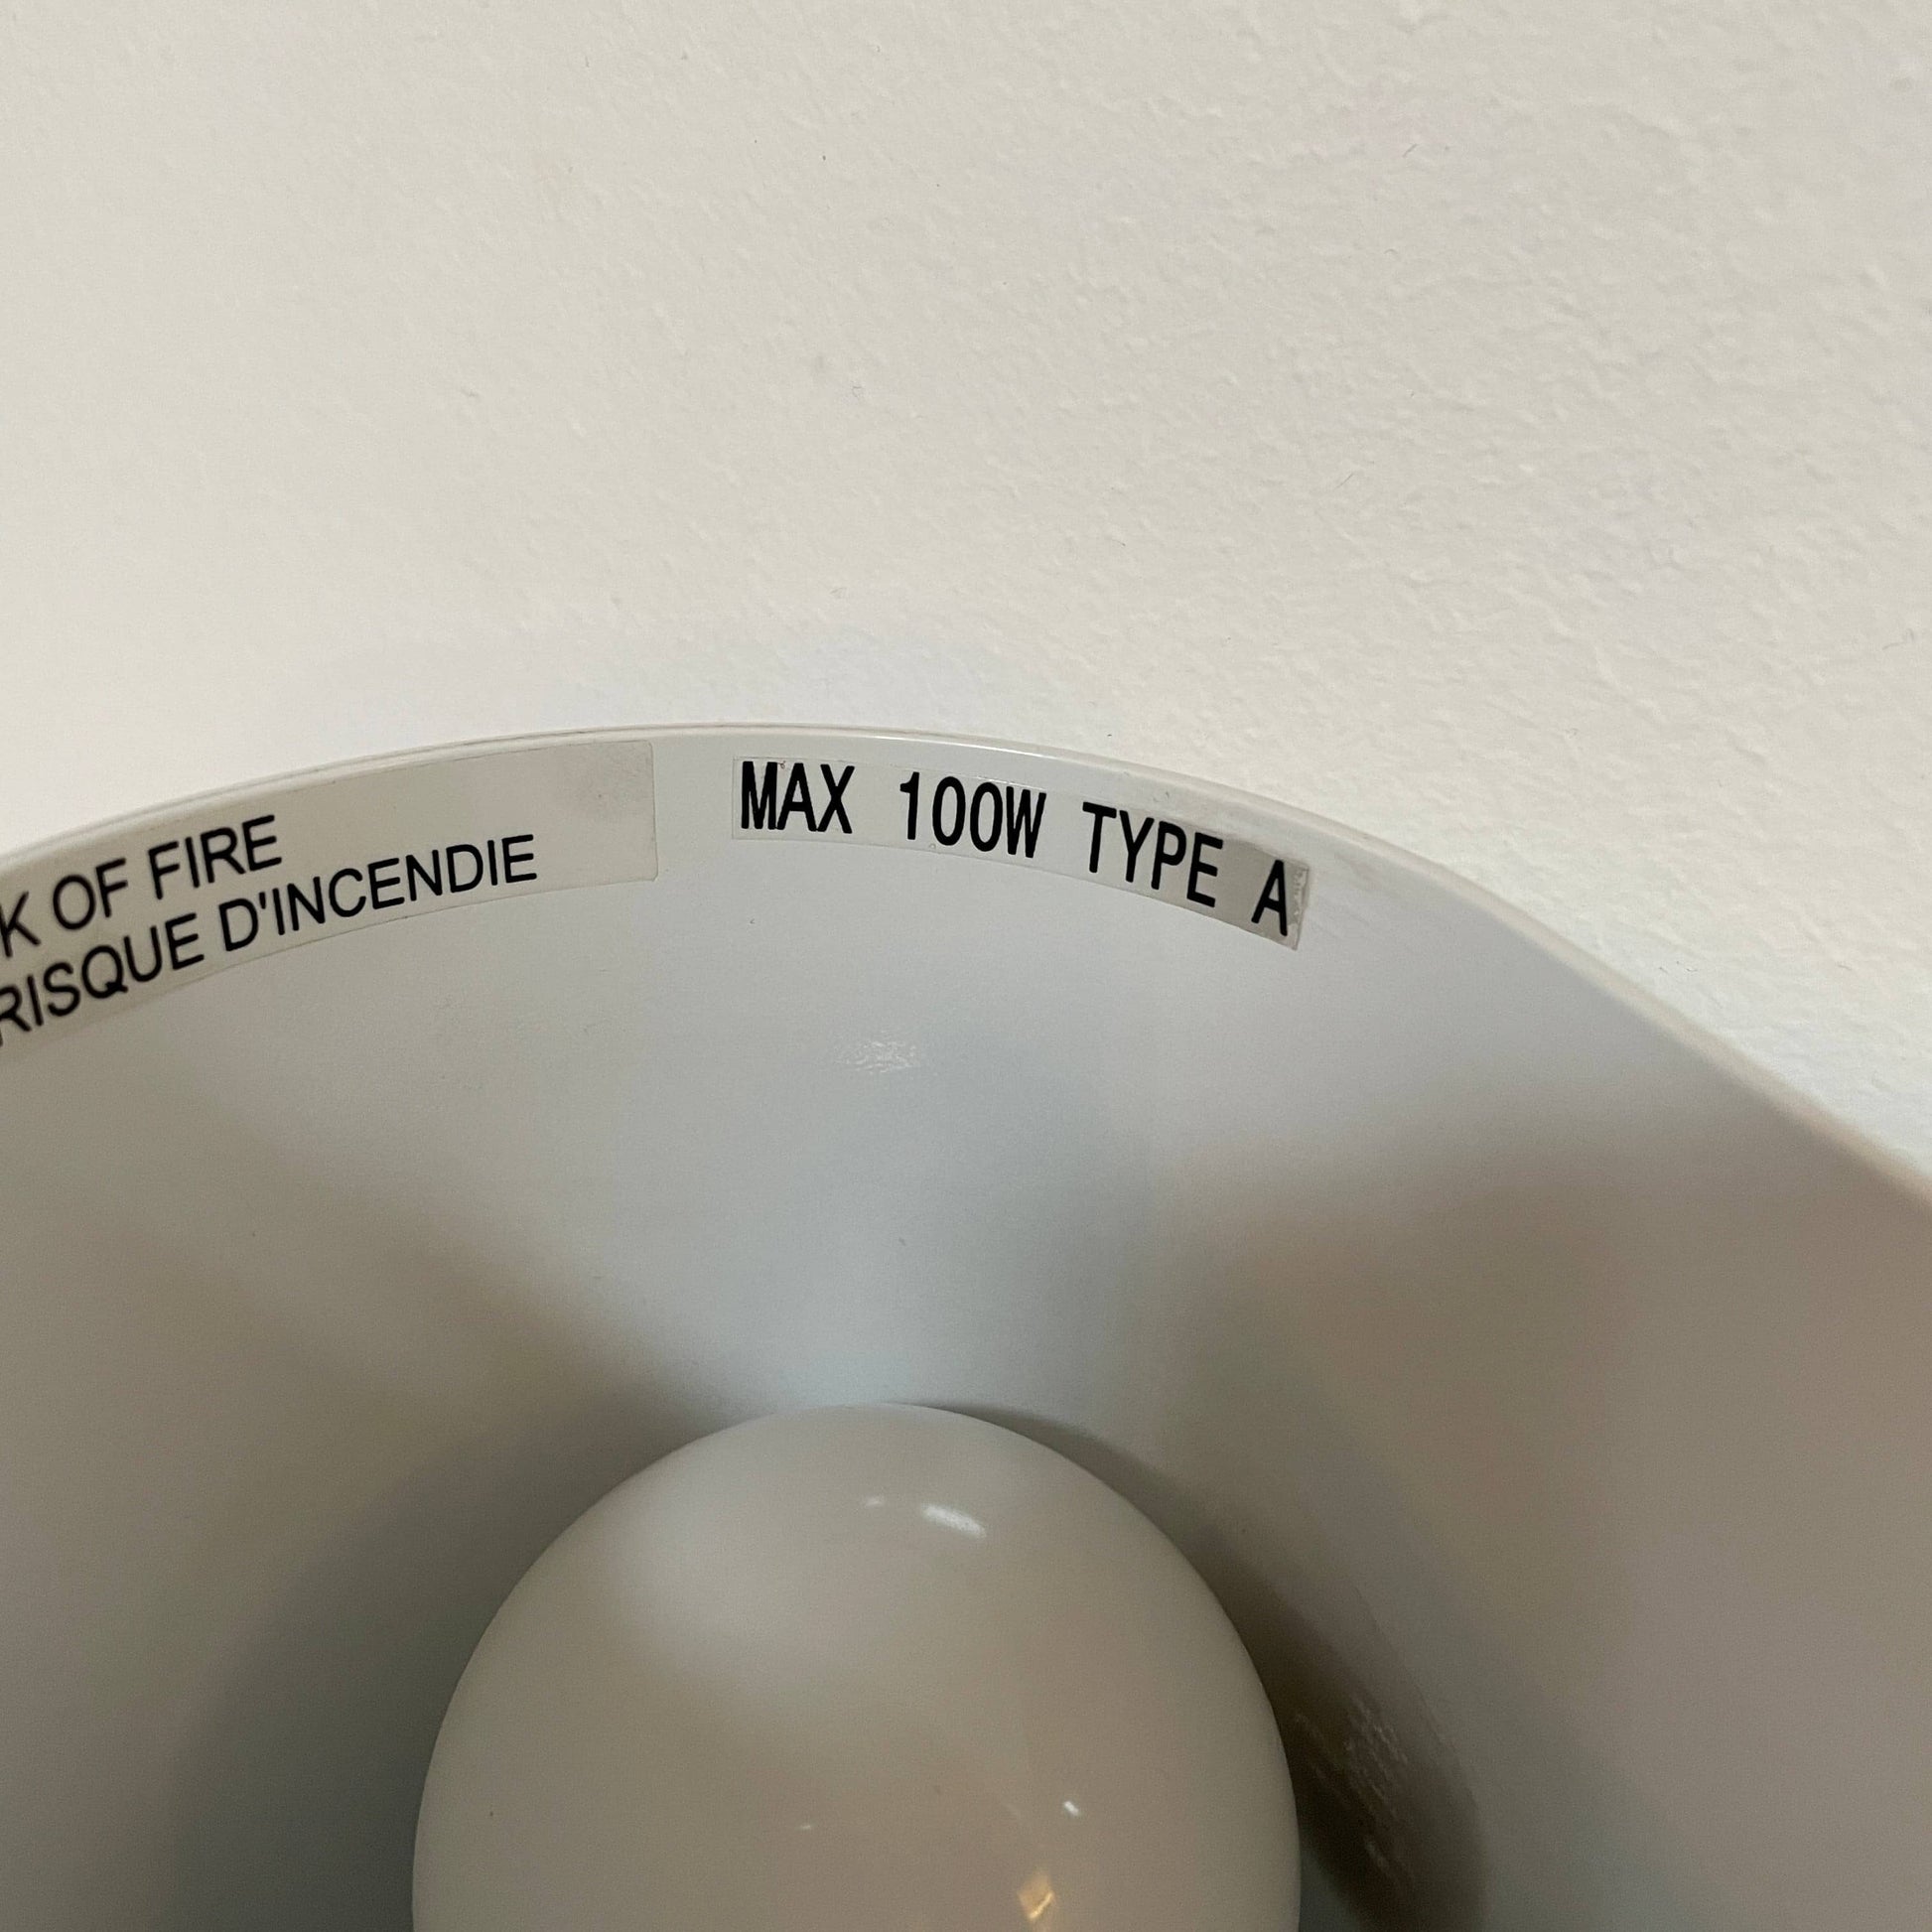 K OF FIRE
RISQUE D'INCENDIE
MAX 100W TYPE A